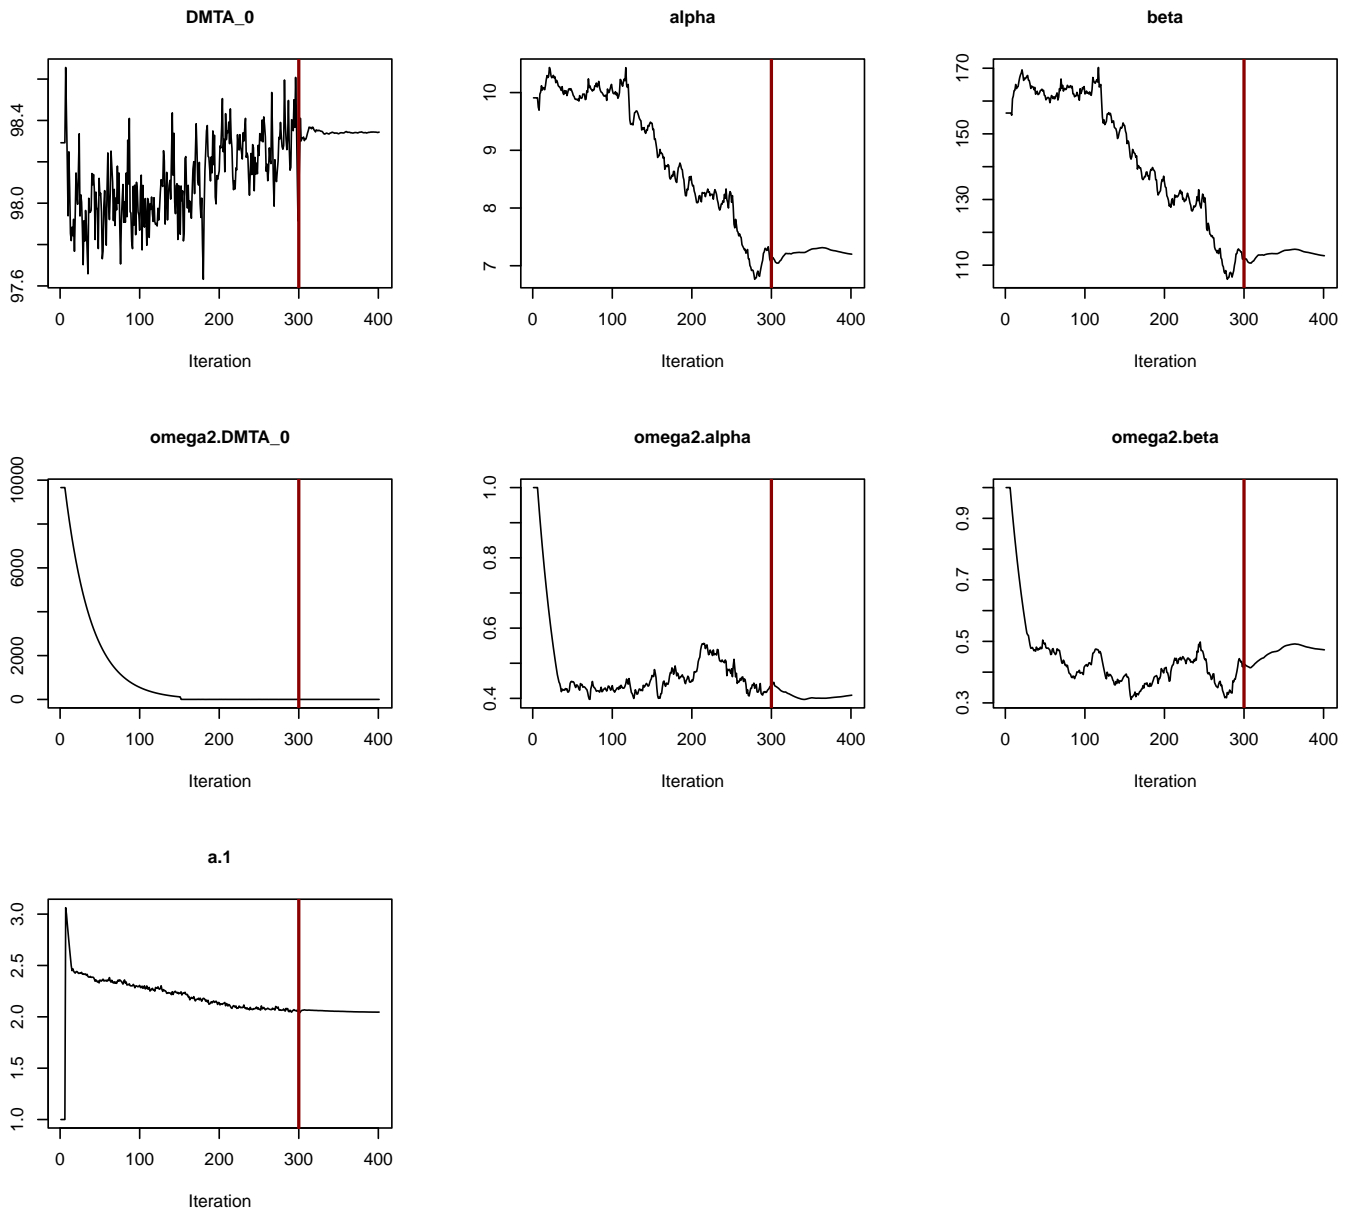 DMTA_0
97.6 98.0 98.4
0 100 200 300 400
Iteration
alpha
7 8 9 10
0 100 200 300 400
Iteration
beta
110 130 150 170
0 100 200 300 400
Iteration
omega2.DMTA_0
0 2000 6000 10000
0 100 200 300 400
Iteration
omega2.alpha
0.4 0.6 0.8 1.0
0 100 200 300 400
Iteration
omega2.beta
0.3 0.5 0.7 0.9
0 100 200 300 400
Iteration
a.1
1.0 1.5 2.0 2.5 3.0
0 100 200 300 400
Iteration